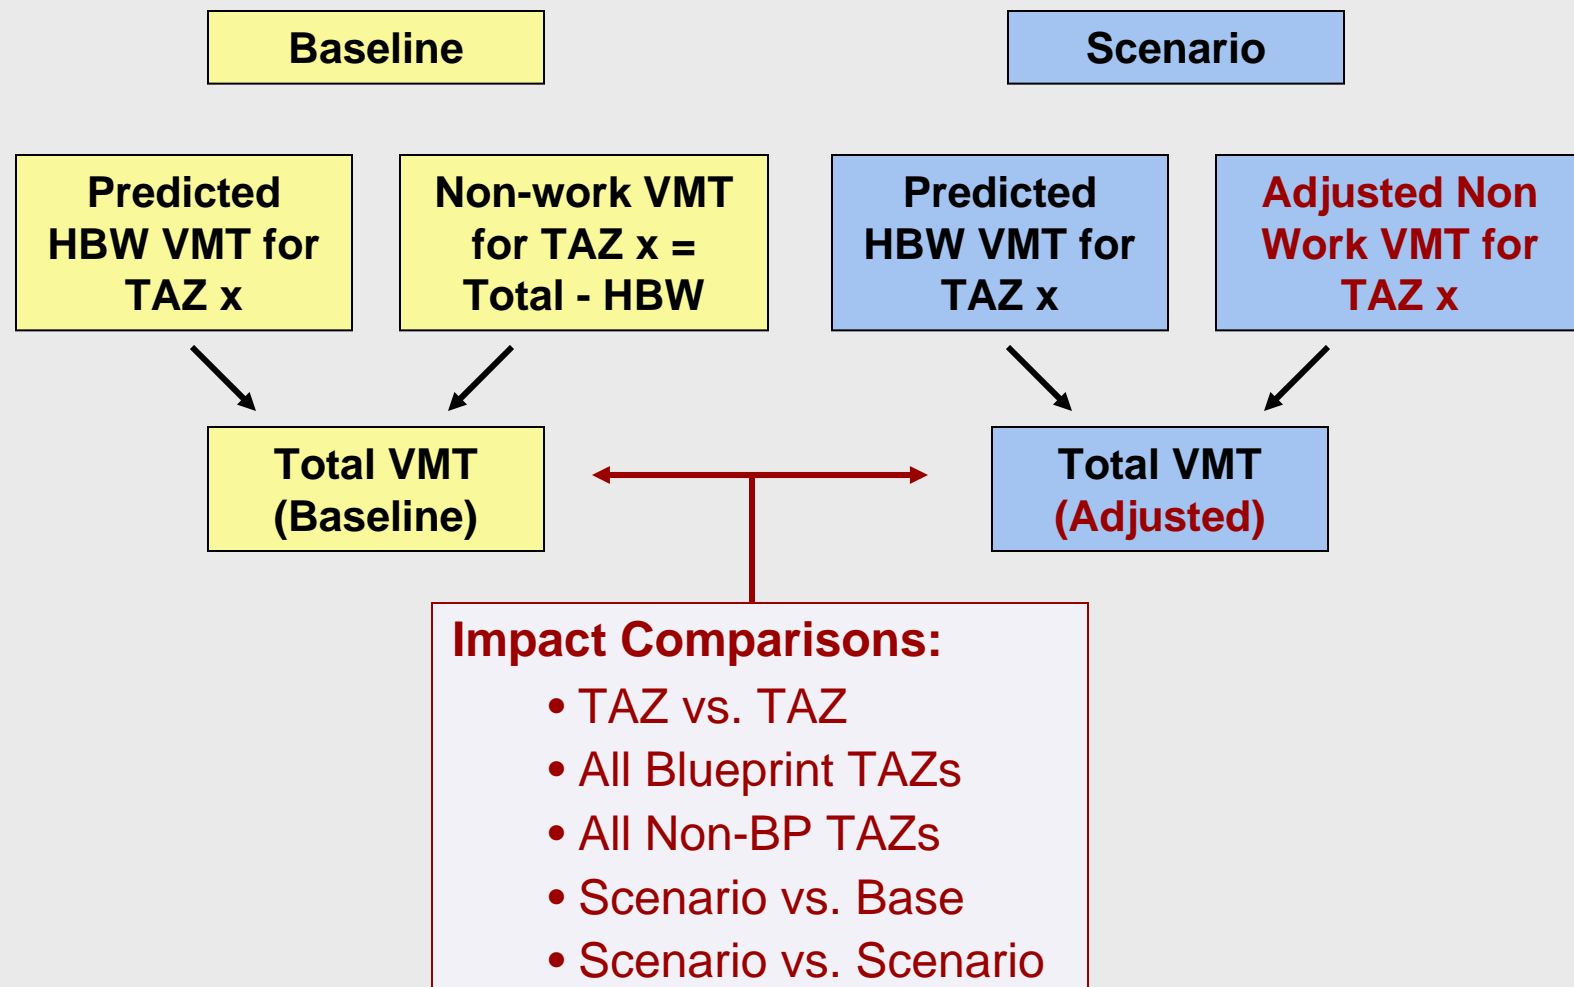 Baseline
Scenario
Predicted
HBW VMT for
TAZ x
Non-work VMT
for TAZ x =
Total - HBW
Predicted
HBW VMT for
TAZ x
Adjusted Non
Work VMT for
TAZ x
Total VMT
(Baseline)
Total VMT
(Adjusted)
Impact Comparisons:
• TAZ vs. TAZ
• All Blueprint TAZs
• All Non-BP TAZs
• Scenario vs. Base
• Scenario vs. Scenario